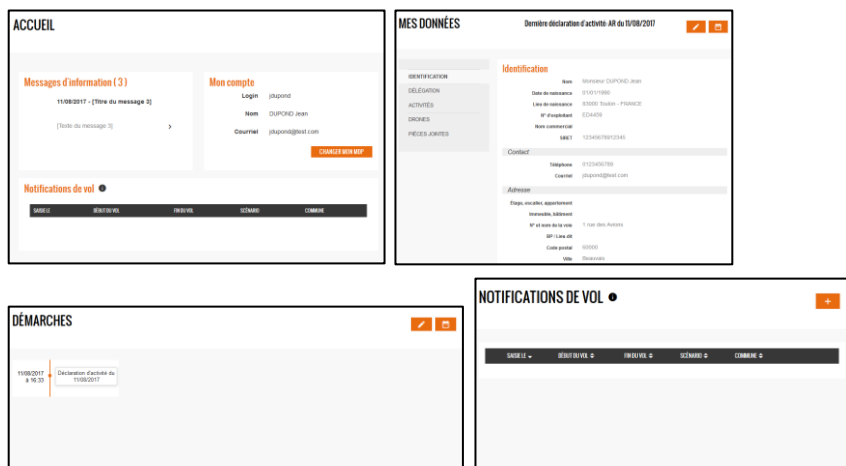 ACCUEIL
Messages d'information ( 3 )
11/08/2017 - [Titre du message 3]
[Texte du message 3]
>
Mon compte
Login jdupond
Nom DUPOND Jean
Courriel jdupond@test.com
CHANGER MON MDP
Notifications de vol
SAISIE LE DÉBUT DU VOL FIN DU VOL SCÉNARIO COMMUNE
MES DONNÉES
Dernière déclaration d'activité: AR du 11/08/2017
IDENTIFICATION
DÉLÉGATION
ACTIVITÉS
DRONES
PIÈCES JOINTES
Identification
Nom Monsieur DUPOND Jean
Date de naissance 01/01/1980
Lieu de naissance 83000 Toulon - FRANCE
N° d'exploitant ED4459
Nom commercial
SIRET 12345678912345
Contact
Téléphone 0123456789
Courriel jdupond@test.com
Adresse
Étage, escalier, appartement
Immeuble, bâtiment
N° et nom de la voie 1 rue des Avions
BP / Lieu-dit
Code postal 60000
Ville Beauvais
DÉMARCHES
11/08/2017
à 16:33
Déclaration d'activité du
11/08/2017
NOTIFICATIONS DE VOL
+
SAISIE LE DÉBUT DU VOL FIN DU VOL SCÉNARIO COMMUNE